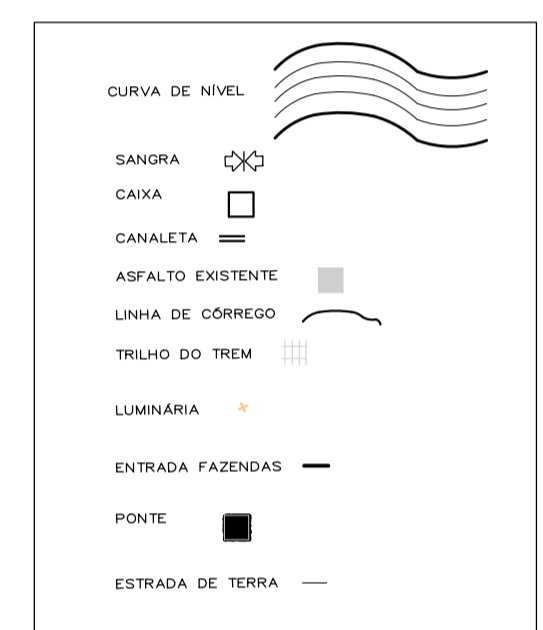 CURVA DE NÍVEL
SANGRA
CAIXA
CANALETA
ASFALTO EXISTENTE
LINHA DE CÓRREGO
TRILHO DO TREM
LUMINÁRIA
ENTRADA FAZENDAS
PONTE
ESTRADA DE TERRA